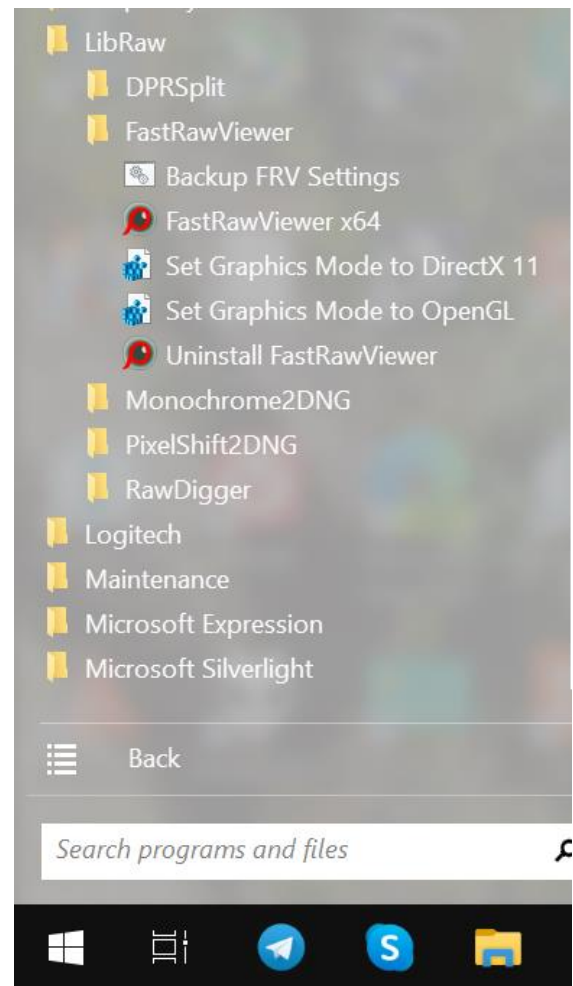 LibRaw
DPRSplit
FastRawViewer
Backup FRV Settings
FastRawViewer x64
Set Graphics Mode to DirectX 11
Set Graphics Mode to OpenGL
Uninstall FastRawViewer
Monochrome2DNG
PixelShift2DNG
RawDigger
Logitech
Maintenance
Microsoft Expression
Microsoft Silverlight
Back
Search programs and files
S